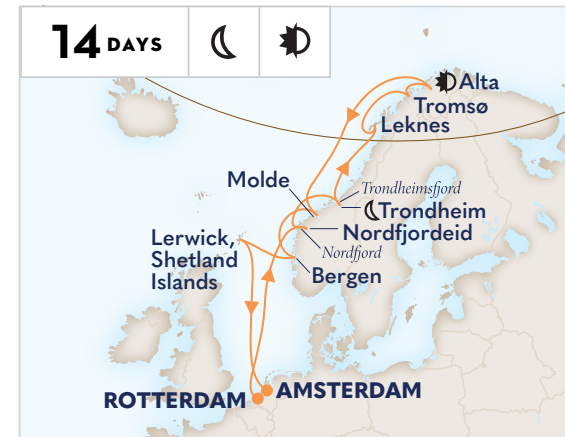 14 DAYS
Alta
Tromsø
Leknes
Molde
Trondheimsfjord
Trondheim
Nordfjordeid
Lerwick,
Shetland
Islands
Nordfjord
Bergen
AMSTERDAM
ROTTERDAM